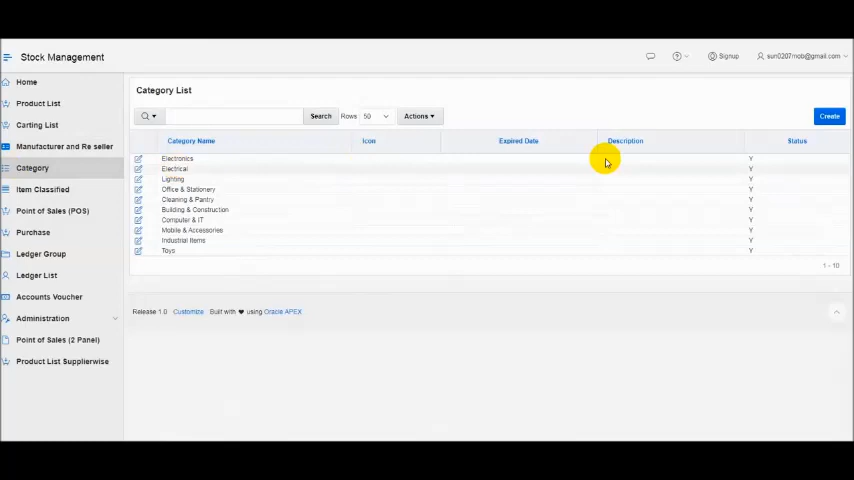 Stock Management
Signup
sun0207mob@gmail.com
Home
Product List
Carting List
Manufacturer and Re seller
Category
Item Classified
Point of Sales (POS)
Purchase
Ledger Group
Ledger List
Accounts Voucher
Administration
Point of Sales (2 Panel)
Product List Supplierwise
Category List
Search Rows 50 Actions
Create
Category Name Icon Expired Date Description Status
Electronics Y
Electrical Y
Lighting Y
Office & Stationery Y
Cleaning & Pantry Y
Building & Construction Y
Computer & IT Y
Mobile & Accessories Y
Industrial Items Y
Toys Y
1 - 10
Release 1.0 Customize Built with ♥ using Oracle APEX